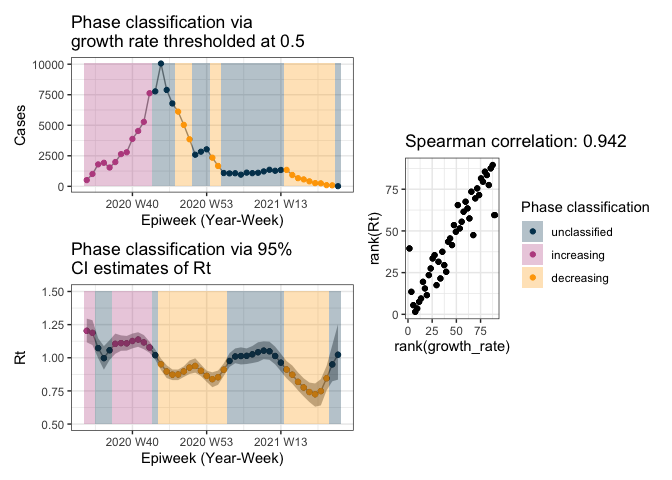 Phase classification via
growth rate thresholded at 0.5
10000
7500
5000
2500
0
Cases
2020 W40
2020 W53
2021 W13
Epiweek (Year-Week)
Phase classification via 95%
CI estimates of Rt
1.50
1.25
1.00
0.75
0.50
Rt
2020 W40
2020 W53
2021 W13
Epiweek (Year-Week)
Spearman correlation: 0.942
75
50
25
0
rank(Rt)
0
25
50
75
rank(growth_rate)
Phase classification
unclassified
increasing
decreasing